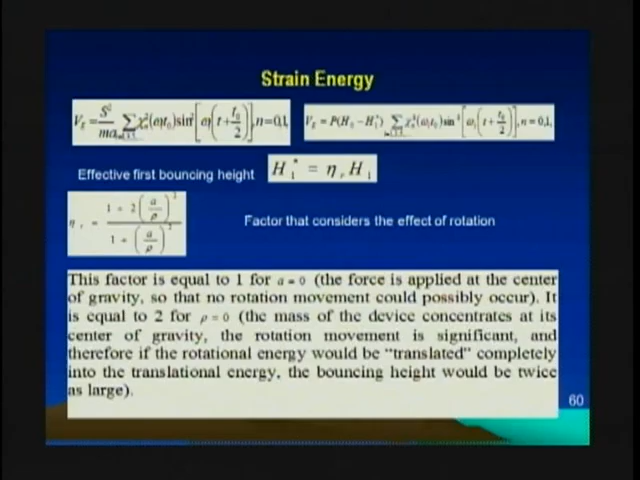 Strain Energy
Effective first bouncing height
H₁* = η_r H₁
Factor that considers the effect of rotation
This factor is equal to 1 for a = 0 (the force is applied at the center
of gravity, so that no rotation movement could possibly occur). It
is equal to 2 for ρ = 0 (the mass of the device concentrates at its
center of gravity, the rotation movement is significant, and
therefore if the rotational energy would be “translated” completely
into the translational energy, the bouncing height would be twice
as large).
60